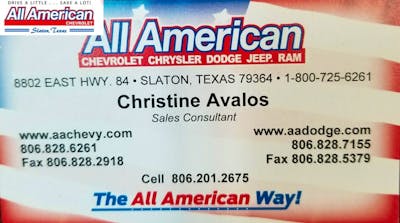 DRIVE A LITTLE ... SAVE A LOT!
All American
CHEVROLET
Slaton, Texas
All American
CHEVROLET CHRYSLER DODGE JEEP. RAM
8802 EAST HWY. 84 • SLATON, TEXAS 79364 • 1-800-725-6261
Christine Avalos
Sales Consultant
www.aachevy.com www.aadodge.com
806.828.6261 806.828.7155
Fax 806.828.2918 Fax 806.828.5379
Cell 806.201.2675
The All American Way!